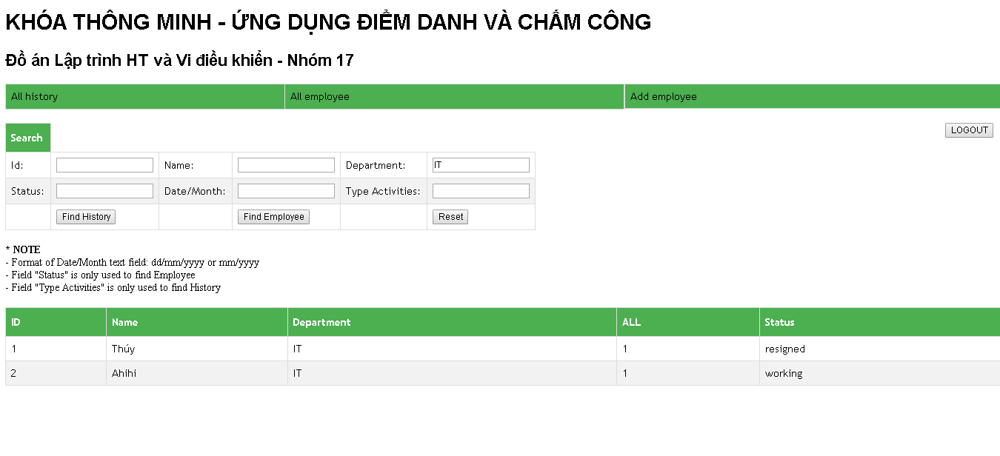 KHÓA THÔNG MINH - ỨNG DỤNG ĐIỂM DANH VÀ CHẤM CÔNG
Đồ án Lập trình HT và Vi điều khiển - Nhóm 17
All history All employee Add employee
Search LOGOUT
Id: Name: Department: IT
Status: Date/Month: Type Activities:
Find History Find Employee Reset
* NOTE
- Format of Date/Month text field: dd/mm/yyyy or mm/yyyy
- Field "Status" is only used to find Employee
- Field "Type Activities" is only used to find History
ID Name Department ALL Status
1 Thúy IT 1 resigned
2 Ahihi IT 1 working